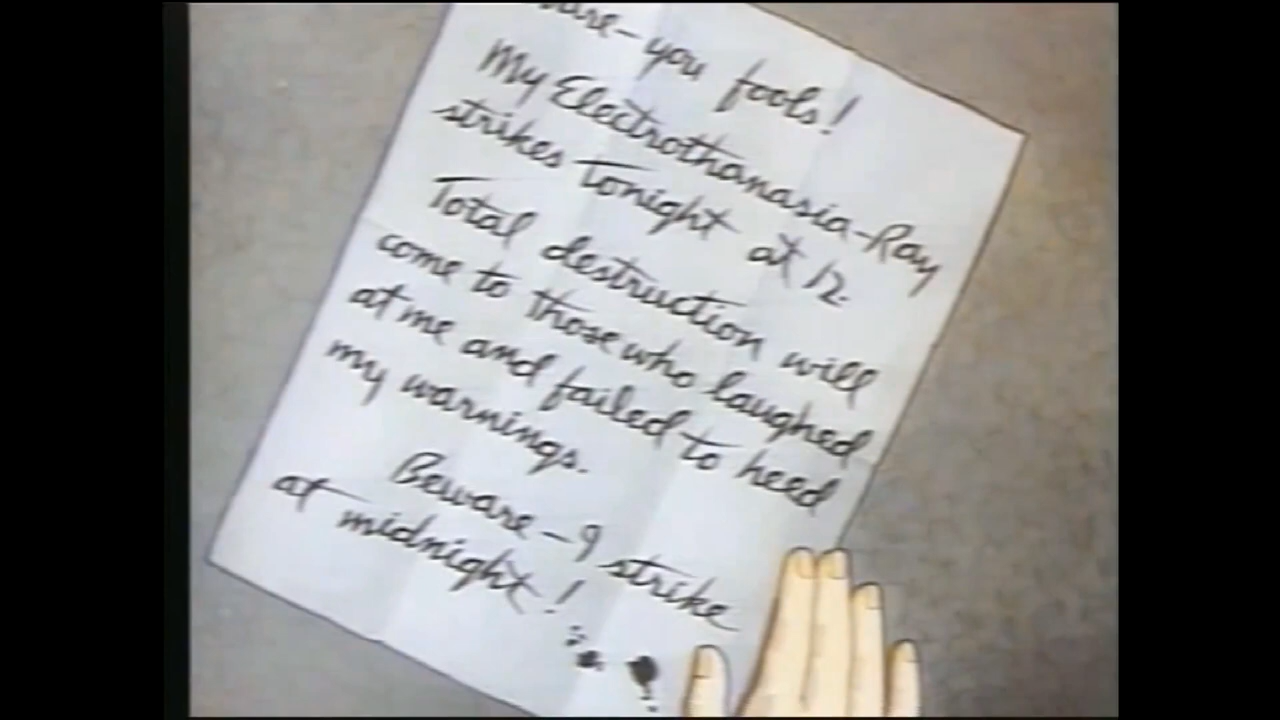 you fools!
My Electrothanasia-Ray
strikes Tonight at 12.
Total destruction will
come to those who laughed
at me and failed to heed
my warnings.
Beware-I strike
at midnight!